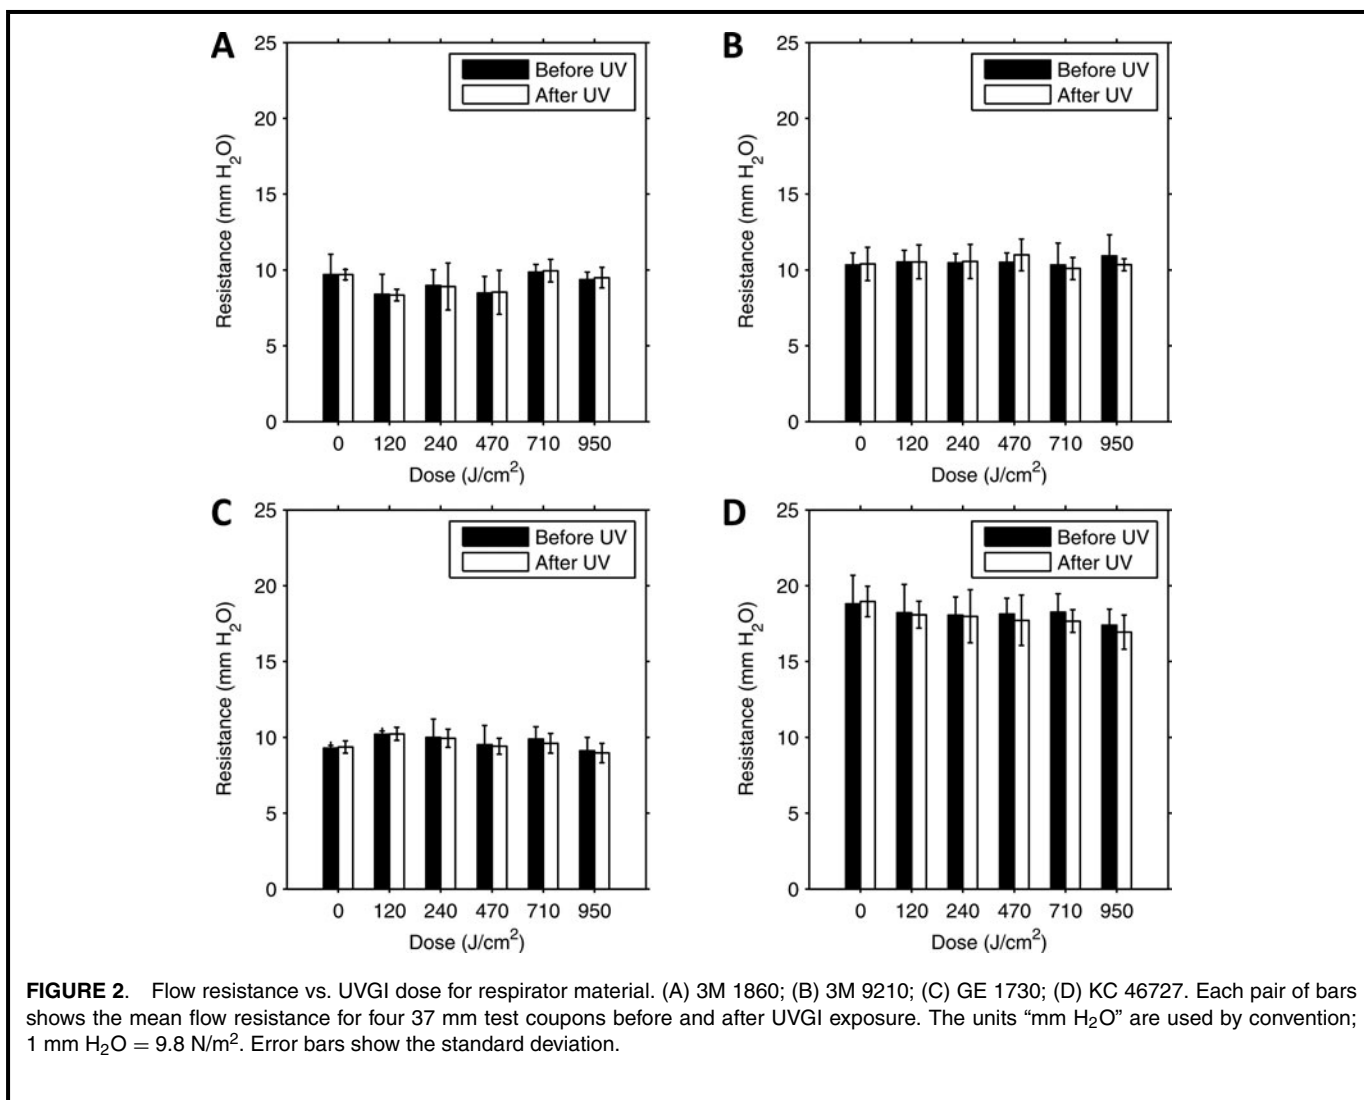 A
25
20
15
10
5
0
Resistance (mm H₂O)
Before UV
After UV
0 120 240 470 710 950
Dose (J/cm²)
B
25
20
15
10
5
0
Resistance (mm H₂O)
Before UV
After UV
0 120 240 470 710 950
Dose (J/cm²)
C
25
20
15
10
5
0
Resistance (mm H₂O)
Before UV
After UV
0 120 240 470 710 950
Dose (J/cm²)
D
25
20
15
10
5
0
Resistance (mm H₂O)
Before UV
After UV
0 120 240 470 710 950
Dose (J/cm²)
FIGURE 2. Flow resistance vs. UVGI dose for respirator material. (A) 3M 1860; (B) 3M 9210; (C) GE 1730; (D) KC 46727. Each pair of bars
shows the mean flow resistance for four 37 mm test coupons before and after UVGI exposure. The units “mm H₂O” are used by convention;
1 mm H₂O = 9.8 N/m². Error bars show the standard deviation.